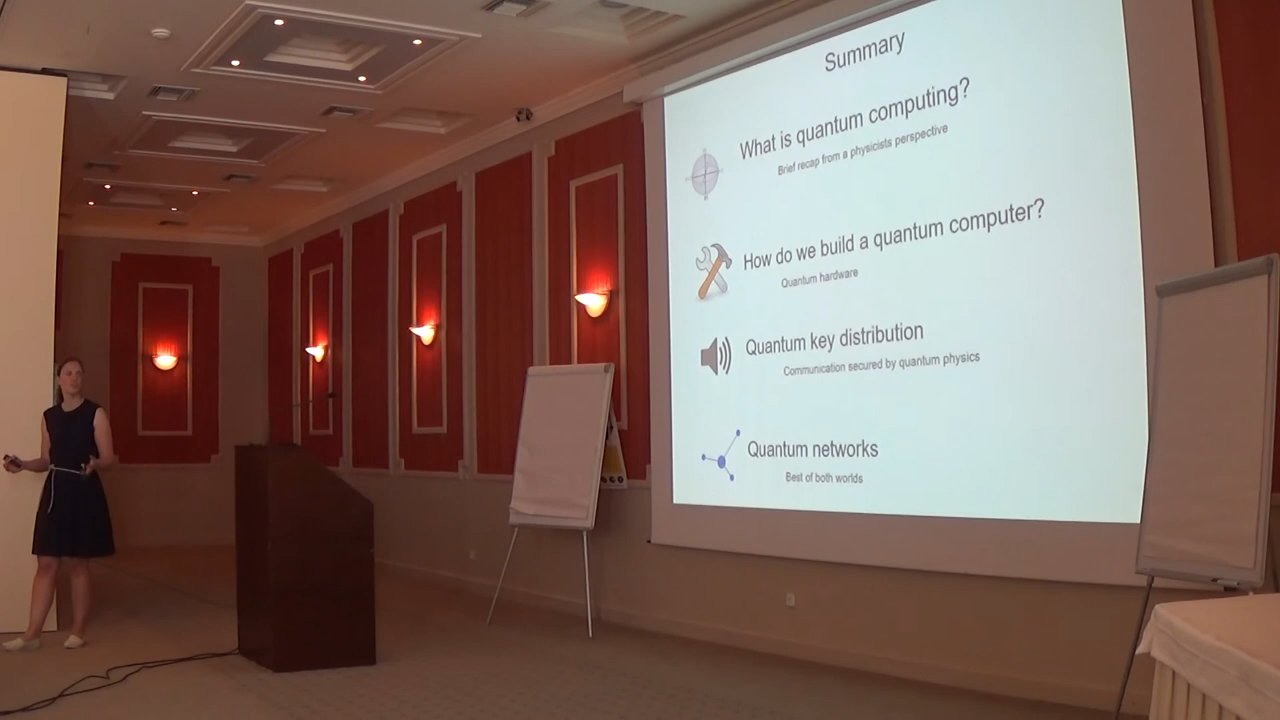 Summary
What is quantum computing?
Brief recap from a physicists perspective
How do we build a quantum computer?
Quantum hardware
Quantum key distribution
Communication secured by quantum physics
Quantum networks
Best of both worlds